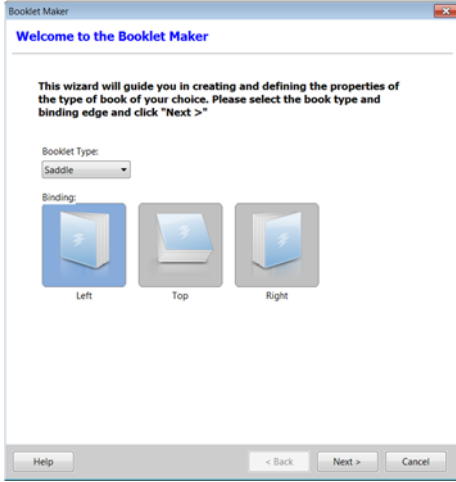 Booklet Maker
Welcome to the Booklet Maker
This wizard will guide you in creating and defining the properties of
the type of book of your choice. Please select the book type and
binding edge and click "Next >"
Booklet Type:
Saddle
Binding:
Left Top Right
Help < Back Next > Cancel